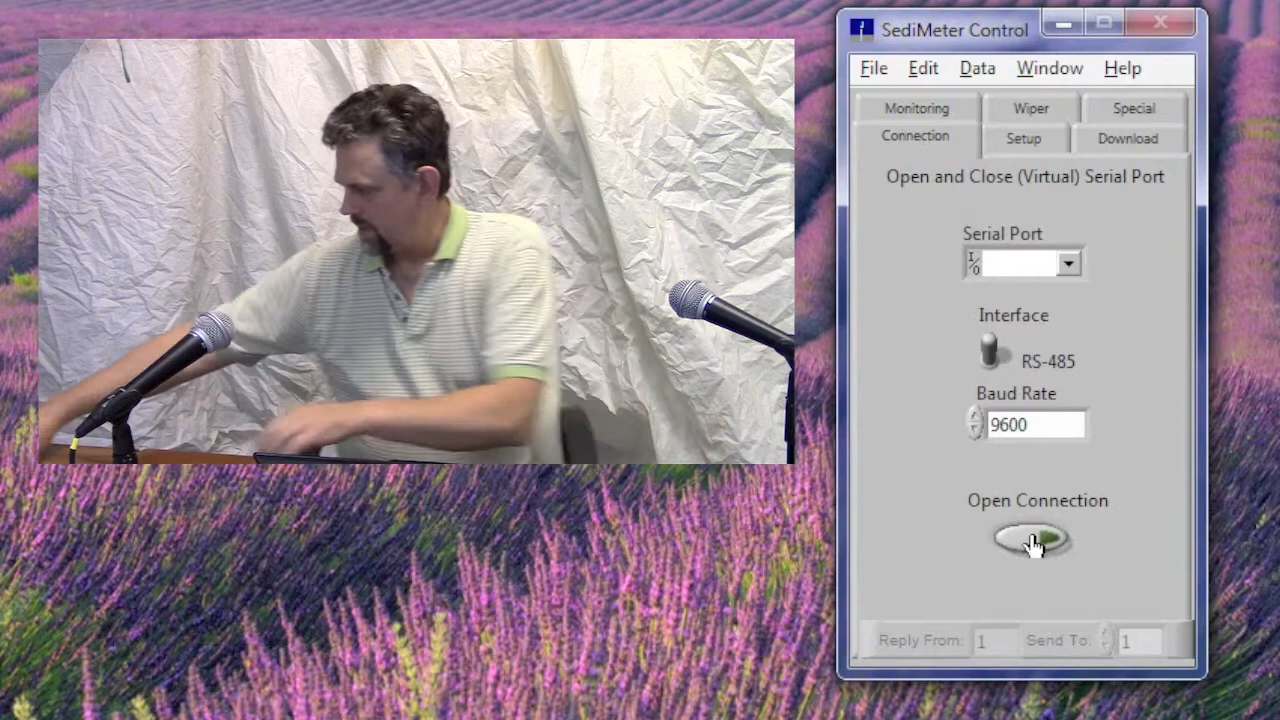 SediMeter Control
File Edit Data Window Help
Monitoring Wiper Special
Connection Setup Download
Open and Close (Virtual) Serial Port
Serial Port
I/O
Interface
RS-485
Baud Rate
9600
Open Connection
Reply From: 1 Send To: 1